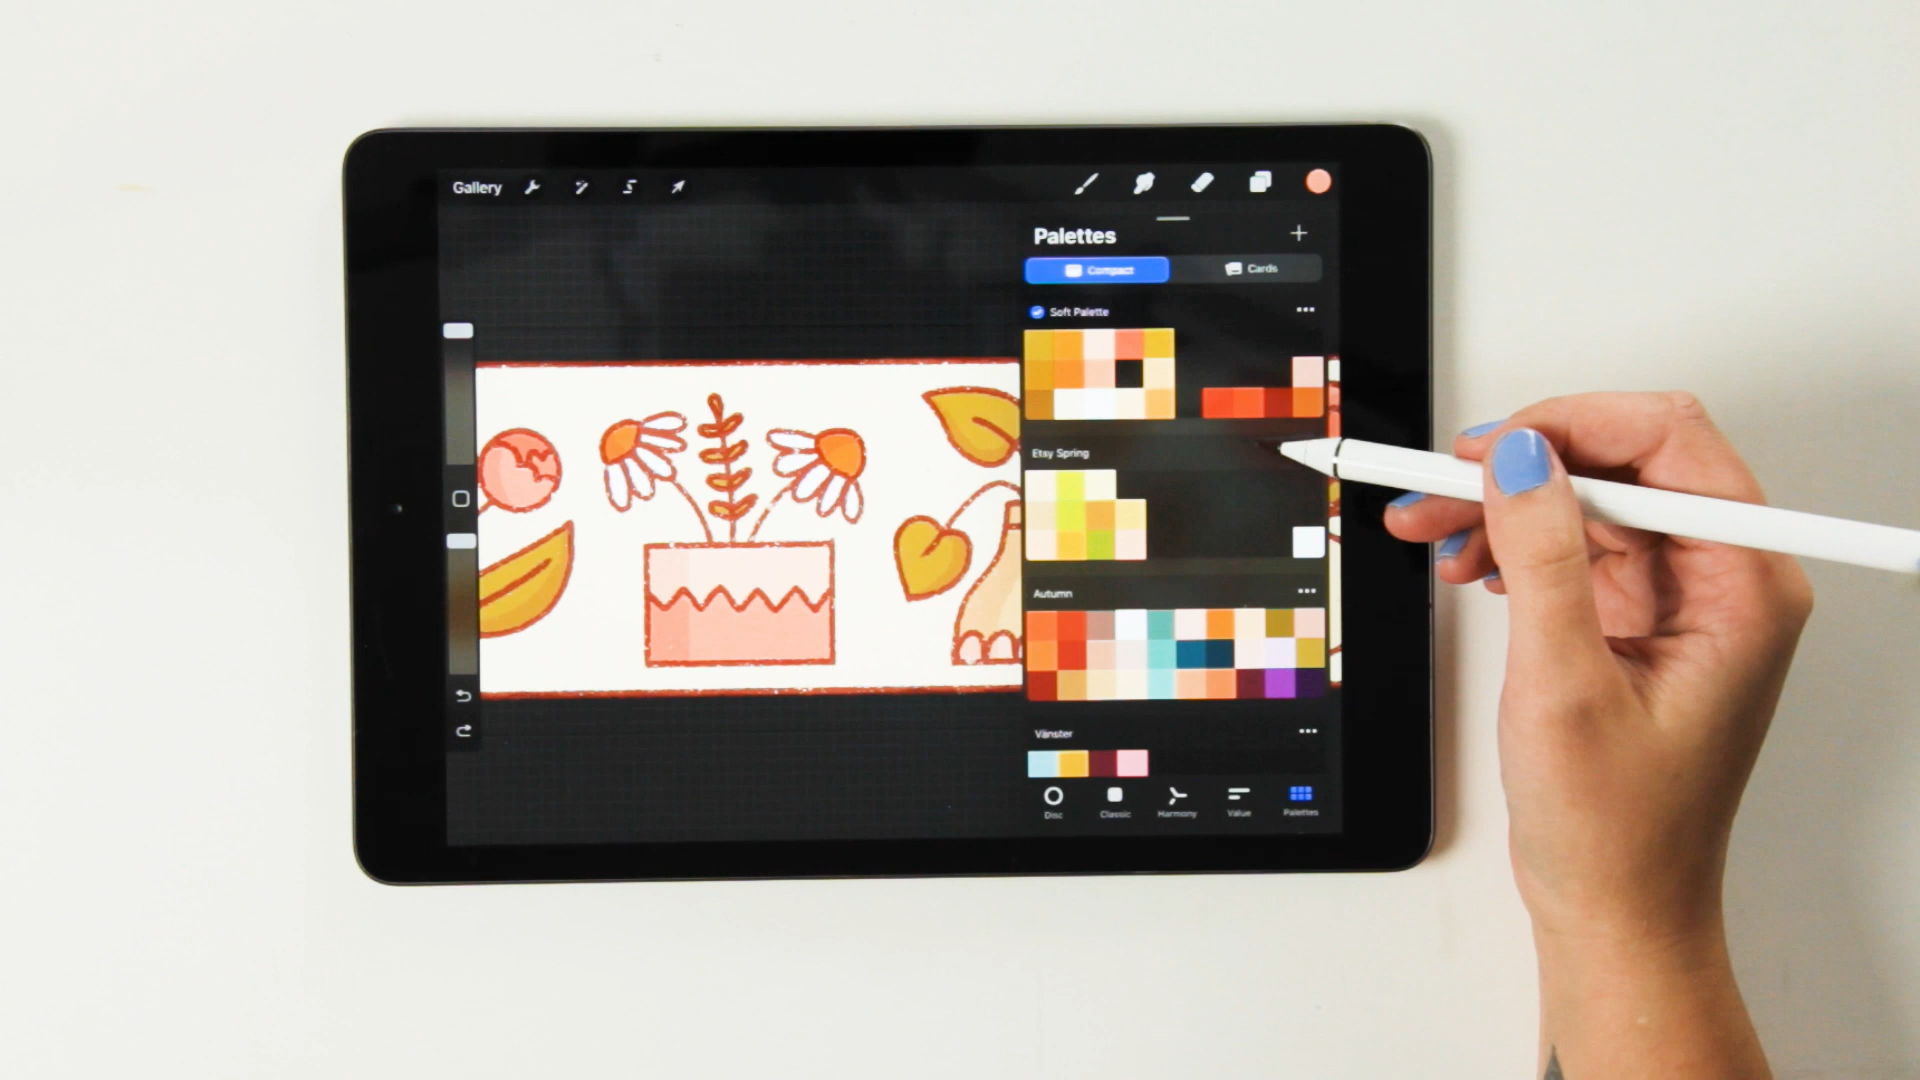 Gallery
Palettes
Compact
Cards
Soft Palette
Etsy Spring
Autumn
Vänster
Disc
Classic
Harmony
Value
Palettes